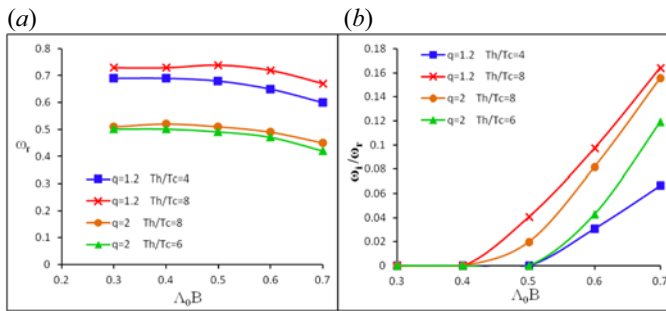 (a)
0.8
0.7
0.6
0.5
0.4
0.3
0.2
0.1
0
ωr
q=1.2 Th/Tc=4
q=1.2 Th/Tc=8
q=2 Th/Tc=8
q=2 Th/Tc=6
0.2 0.3 0.4 0.5 0.6 0.7
Λ0B
(b)
0.18
0.16
0.14
0.12
0.1
0.08
0.06
0.04
0.02
0
ωi/ωr
q=1.2 Th/Tc=4
q=1.2 Th/Tc=8
q=2 Th/Tc=8
q=2 Th/Tc=6
0.3 0.4 0.5 0.6 0.7
Λ0B